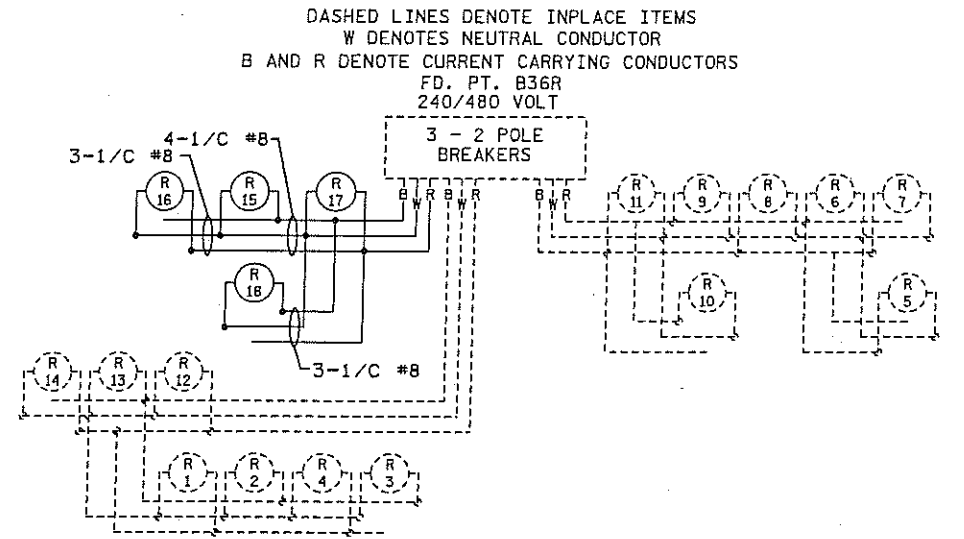 DASHED LINES DENOTE INPLACE ITEMS
W DENOTES NEUTRAL CONDUCTOR
B AND R DENOTE CURRENT CARRYING CONDUCTORS
FD. PT. B36R
240/480 VOLT
3 - 2 POLE
BREAKERS
4-1/C #8
3-1/C #8
B W R B W R B W R
R 16
R 15
R 17
R 11
R 9
R 8
R 6
R 7
R 18
R 10
R 5
3-1/C #8
R 14
R 13
R 12
R 1
R 2
R 4
R 3